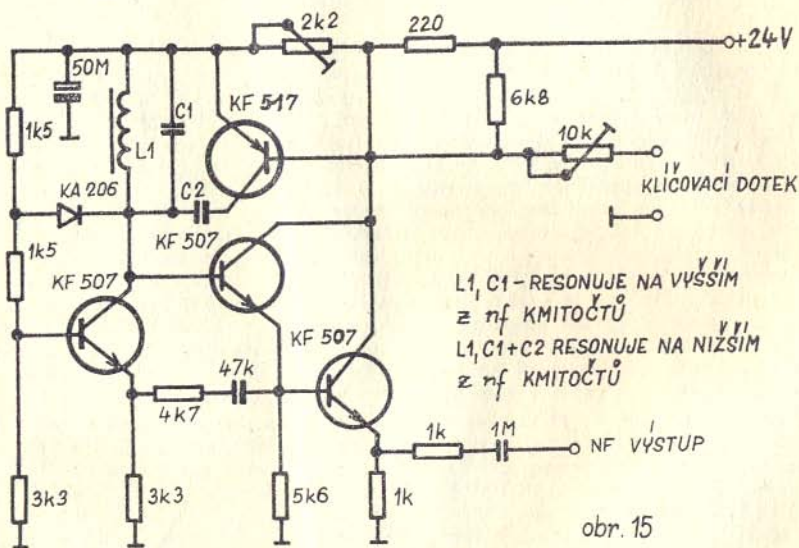 2k2
220
+24V
50M
C1
KF 517
6k8
1k5
L1
10k
C2
KLÍČOVACÍ DOTEK
KA 206
KF 507
1k5
KF 507
L1, C1 - RESONUJE NA VYŠŠÍM
z nf KMITOČTŮ
L1, C1+C2 RESONUJE NA NIŽŠÍM
z nf KMITOČTŮ
KF 507
47k
4k7
1k
1M
NF VÝSTUP
3k3
3k3
5k6
1k
obr. 15